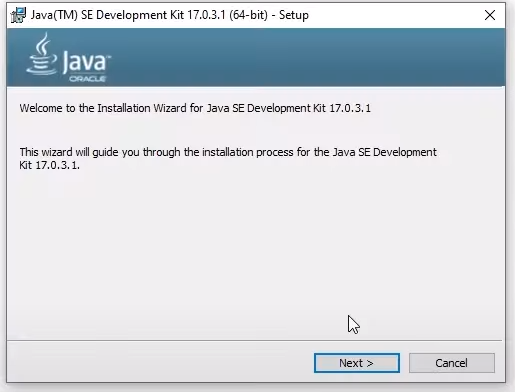 Java(TM) SE Development Kit 17.0.3.1 (64-bit) - Setup
Java™
ORACLE
Welcome to the Installation Wizard for Java SE Development Kit 17.0.3.1
This wizard will guide you through the installation process for the Java SE Development
Kit 17.0.3.1.
Next >
Cancel